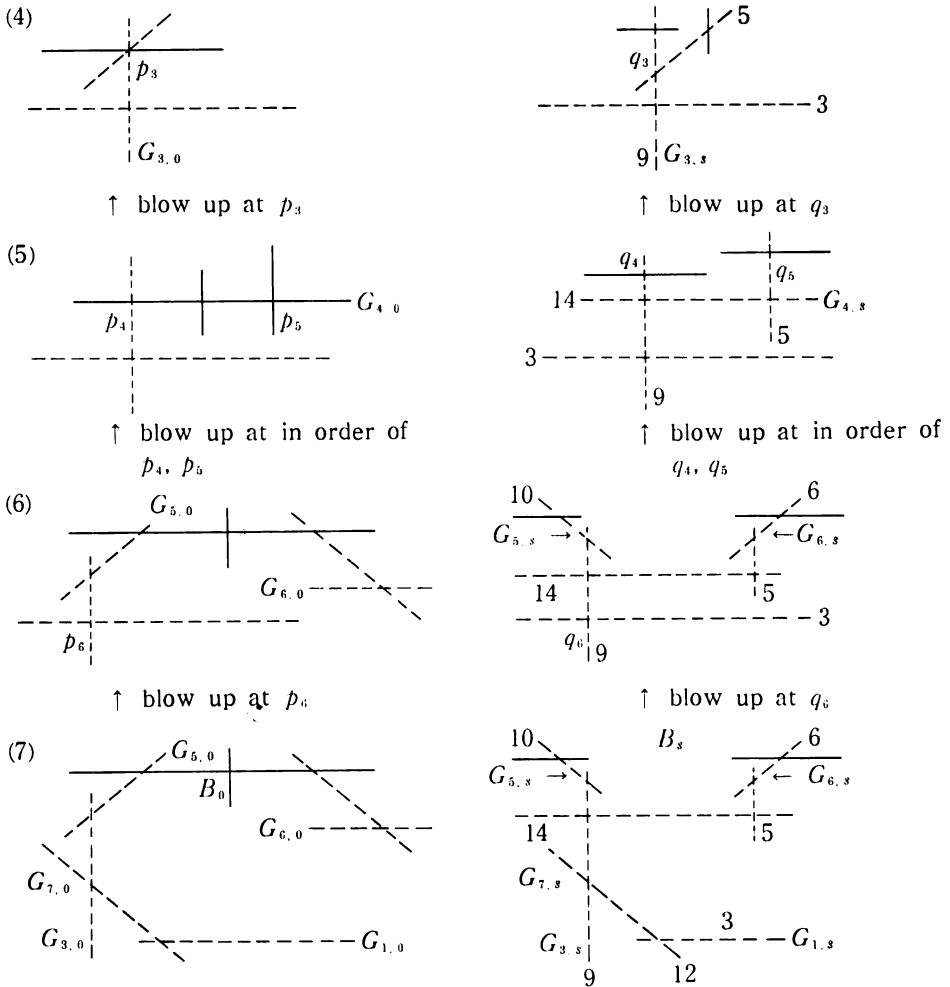 (4)
p₃
G₃,₀
5
q₃
3
9 G₃,ₛ
↑ blow up at p₃
↑ blow up at q₃
(5)
p₄
p₅
G₄ ₀
q₄
q₅
14
G₄,ₛ
5
3
9
↑ blow up at in order of
p₄, p₅
↑ blow up at in order of
q₄, q₅
(6)
G₅,₀
G₆,₀
p₆
10
6
G₅,ₛ →
← G₆,ₛ
14
5
3
q₆
9
↑ blow up at p₆
↑ blow up at q₆
(7)
G₅,₀
B₀
G₆,₀
G₇,₀
G₃,₀
G₁,₀
10
Bₛ
6
G₅,ₛ →
← G₆,ₛ
14
5
G₇,ₛ
3
G₃,ₛ
G₁,ₛ
9
12